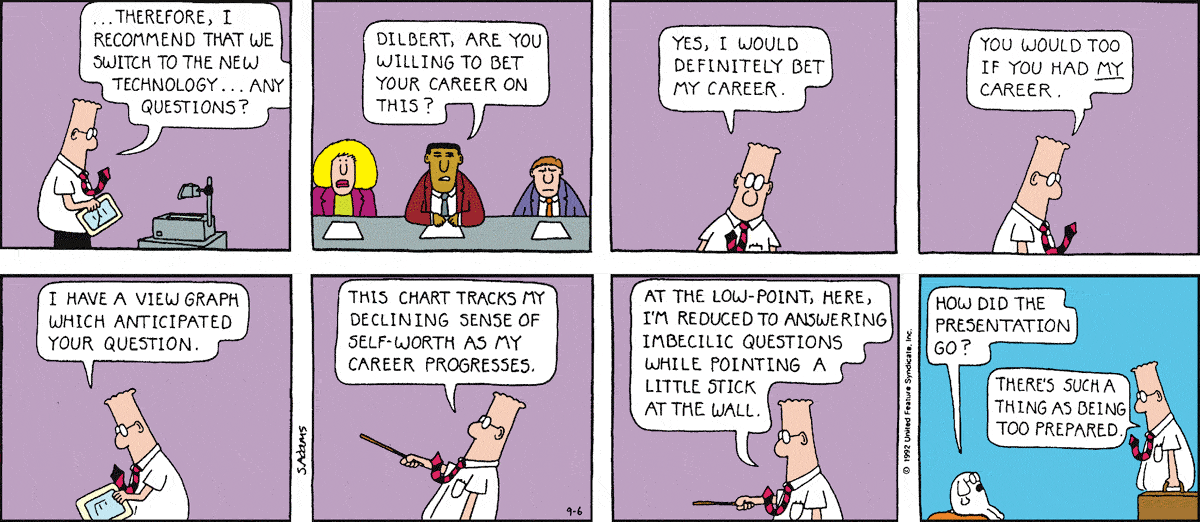 ...THEREFORE, I
RECOMMEND THAT WE
SWITCH TO THE NEW
TECHNOLOGY... ANY
QUESTIONS?
DILBERT, ARE YOU
WILLING TO BET
YOUR CAREER ON
THIS?
YES, I WOULD
DEFINITELY BET
MY CAREER.
YOU WOULD TOO
IF YOU HAD MY
CAREER.
I HAVE A VIEW GRAPH
WHICH ANTICIPATED
YOUR QUESTION.
S.Adams
THIS CHART TRACKS MY
DECLINING SENSE OF
SELF-WORTH AS MY
CAREER PROGRESSES.
9-6
AT THE LOW-POINT, HERE,
I'M REDUCED TO ANSWERING
IMBECILIC QUESTIONS
WHILE POINTING A
LITTLE STICK
AT THE WALL.
© 1992 United Feature Syndicate, Inc.
HOW DID THE
PRESENTATION
GO?
THERE'S SUCH A
THING AS BEING
TOO PREPARED.